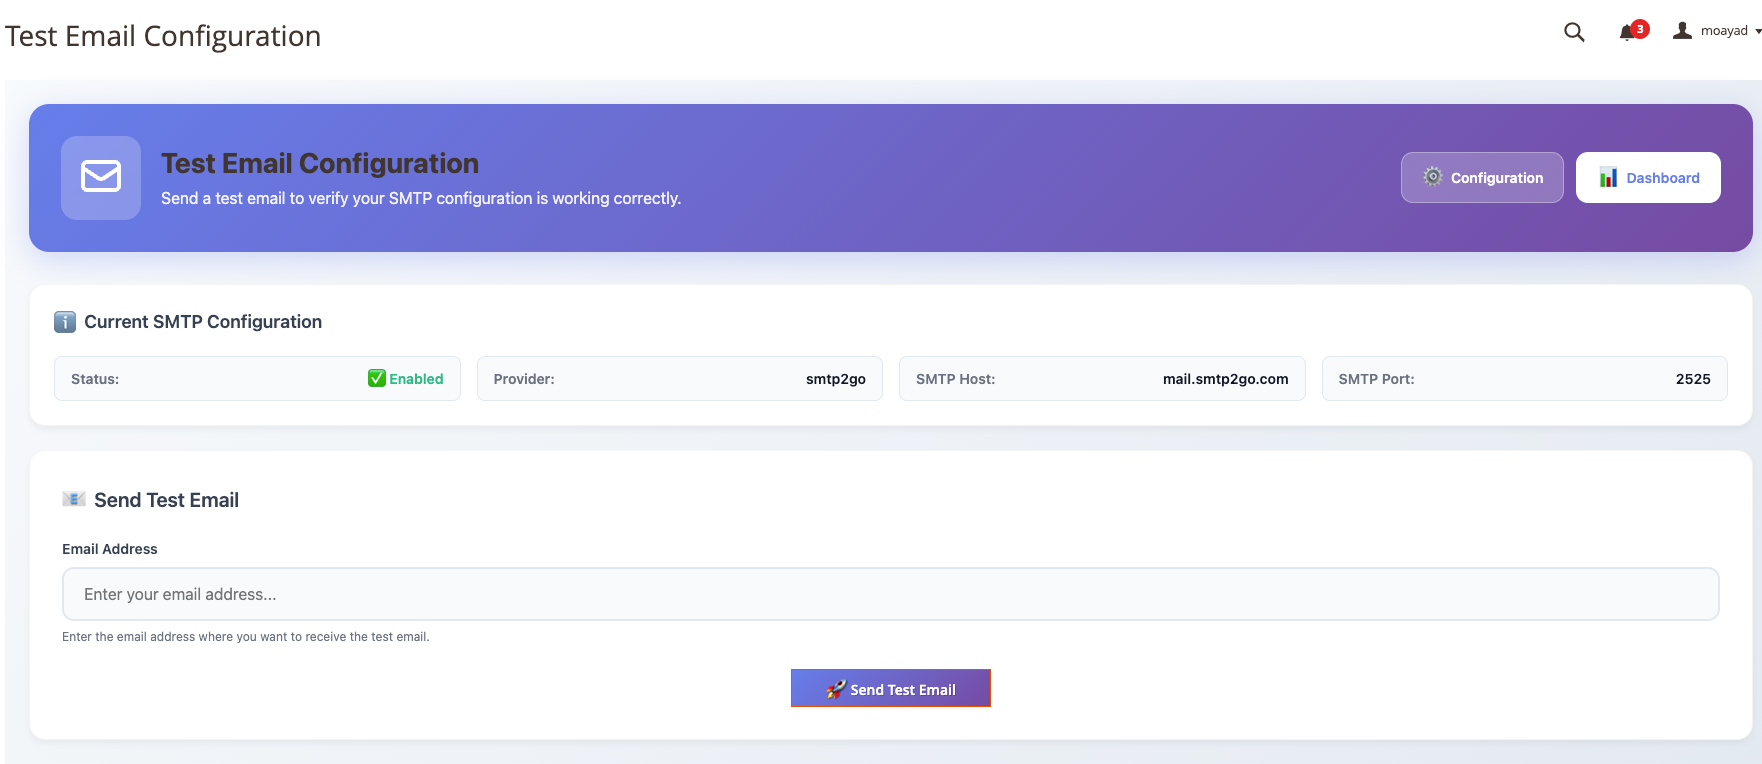 Test Email Configuration
3
moayad
Test Email Configuration
Send a test email to verify your SMTP configuration is working correctly.
Configuration
Dashboard
Current SMTP Configuration
Status: ✅ Enabled
Provider: smtp2go
SMTP Host: mail.smtp2go.com
SMTP Port: 2525
Send Test Email
Email Address
Enter your email address...
Enter the email address where you want to receive the test email.
🚀 Send Test Email